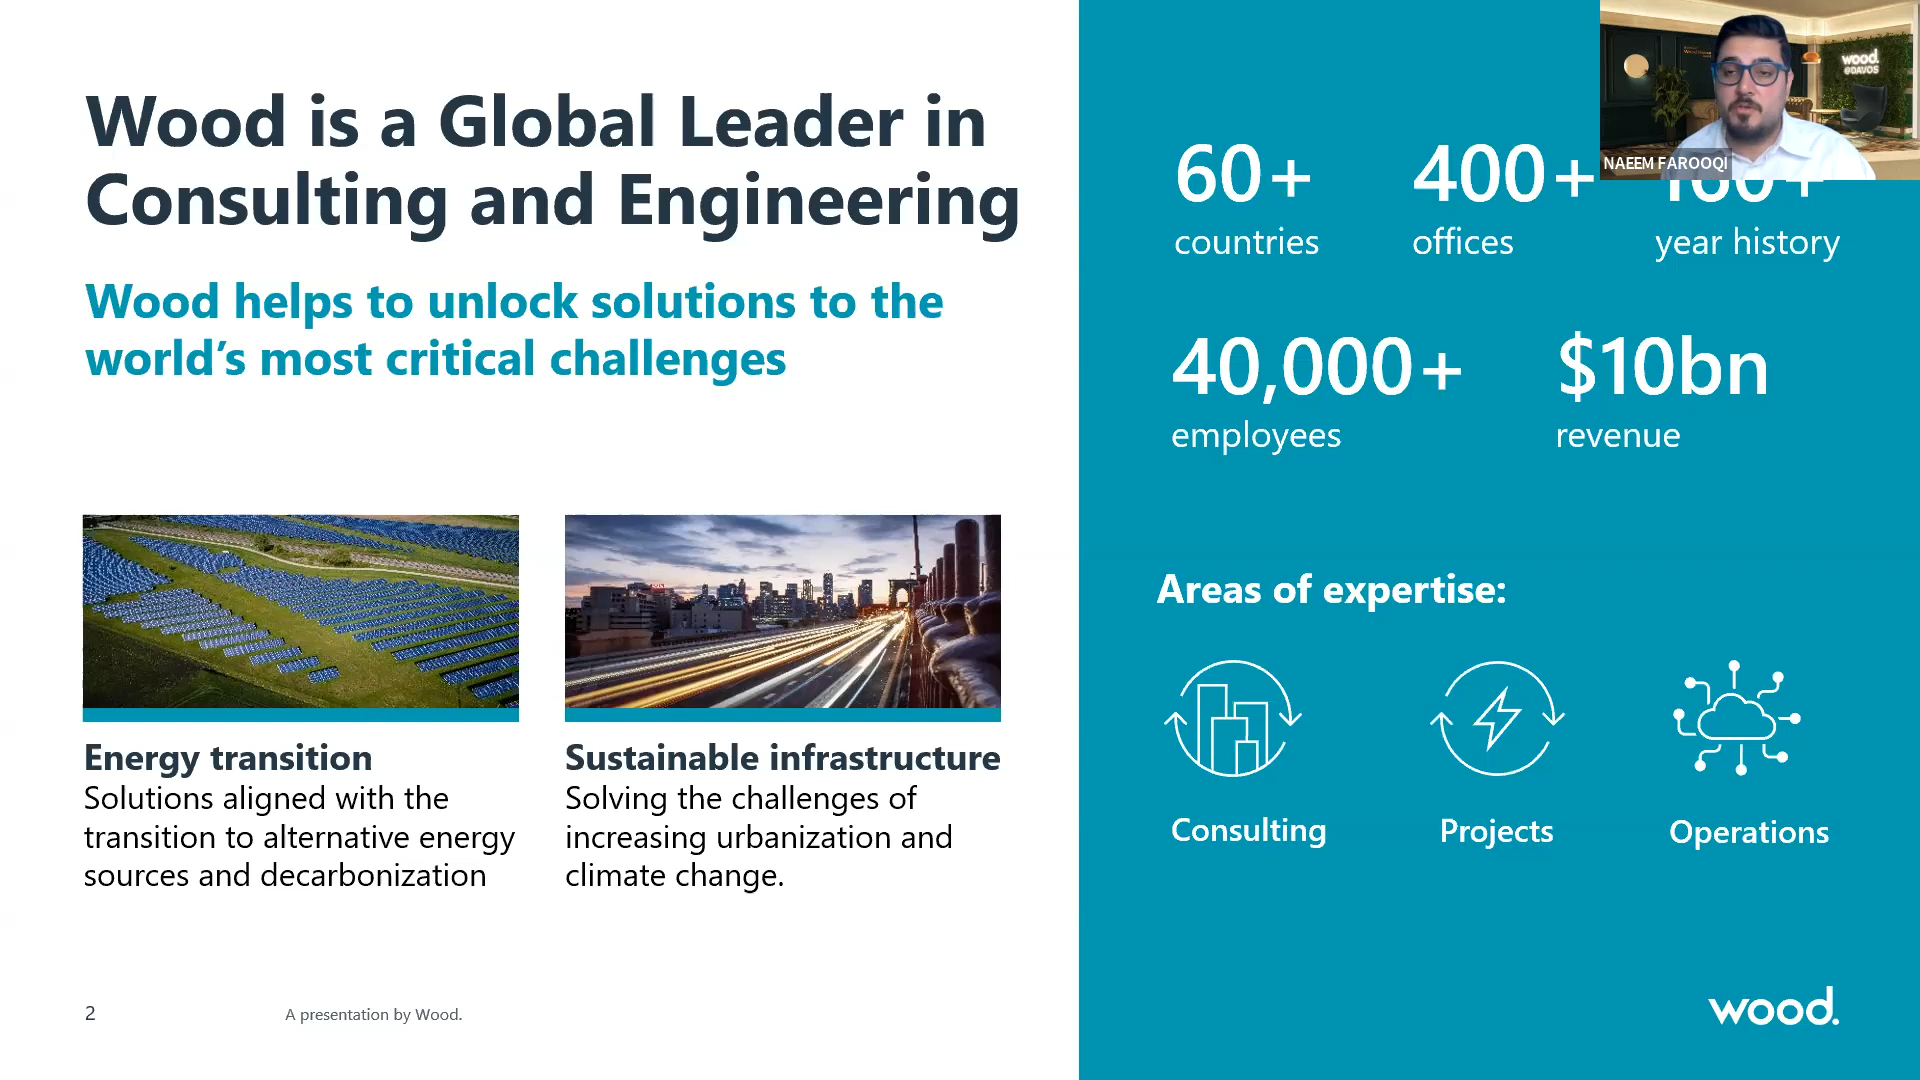 Wood is a Global Leader in
Consulting and Engineering
Wood helps to unlock solutions to the
world's most critical challenges
Energy transition
Solutions aligned with the
transition to alternative energy
sources and decarbonization
Sustainable infrastructure
Solving the challenges of
increasing urbanization and
climate change.
2
A presentation by Wood.
wood.
@DAVOS
NAEEM FAROOQI
60+
countries
400+
offices
year history
40,000+
employees
$10bn
revenue
Areas of expertise:
Consulting
Projects
Operations
wood.